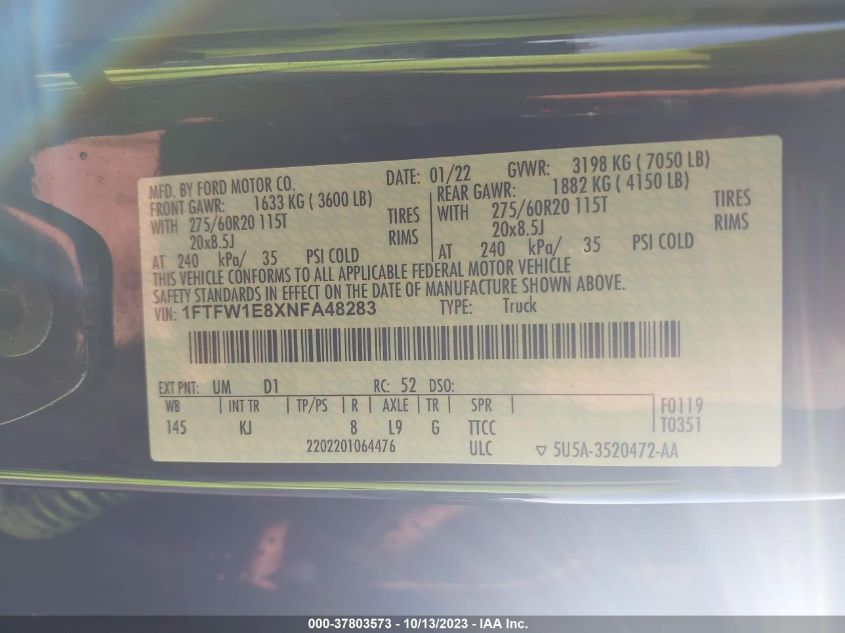 MFD. BY FORD MOTOR CO. DATE: 01/22 GVWR: 3198 KG ( 7050 LB)
FRONT GAWR: 1633 KG ( 3600 LB) REAR GAWR: 1882 KG ( 4150 LB)
WITH 275/60R20 115T TIRES WITH 275/60R20 115T TIRES
20x8.5J RIMS 20x8.5J RIMS
AT 240 kPa/ 35 PSI COLD AT 240 kPa/ 35 PSI COLD
THIS VEHICLE CONFORMS TO ALL APPLICABLE FEDERAL MOTOR VEHICLE
SAFETY STANDARDS IN EFFECT ON THE DATE OF MANUFACTURE SHOWN ABOVE.
VIN: 1FTFW1E8XNFA48283 TYPE: Truck
EXT PNT: UM D1 RC: 52 DSO:
WB INT TR TP/PS R AXLE TR SPR F0119
145 KJ 8 L9 G TTCC T0351
2202201064476 ULC ▽ 5U5A-3520472-AA
000-37803573 - 10/13/2023 - IAA Inc.